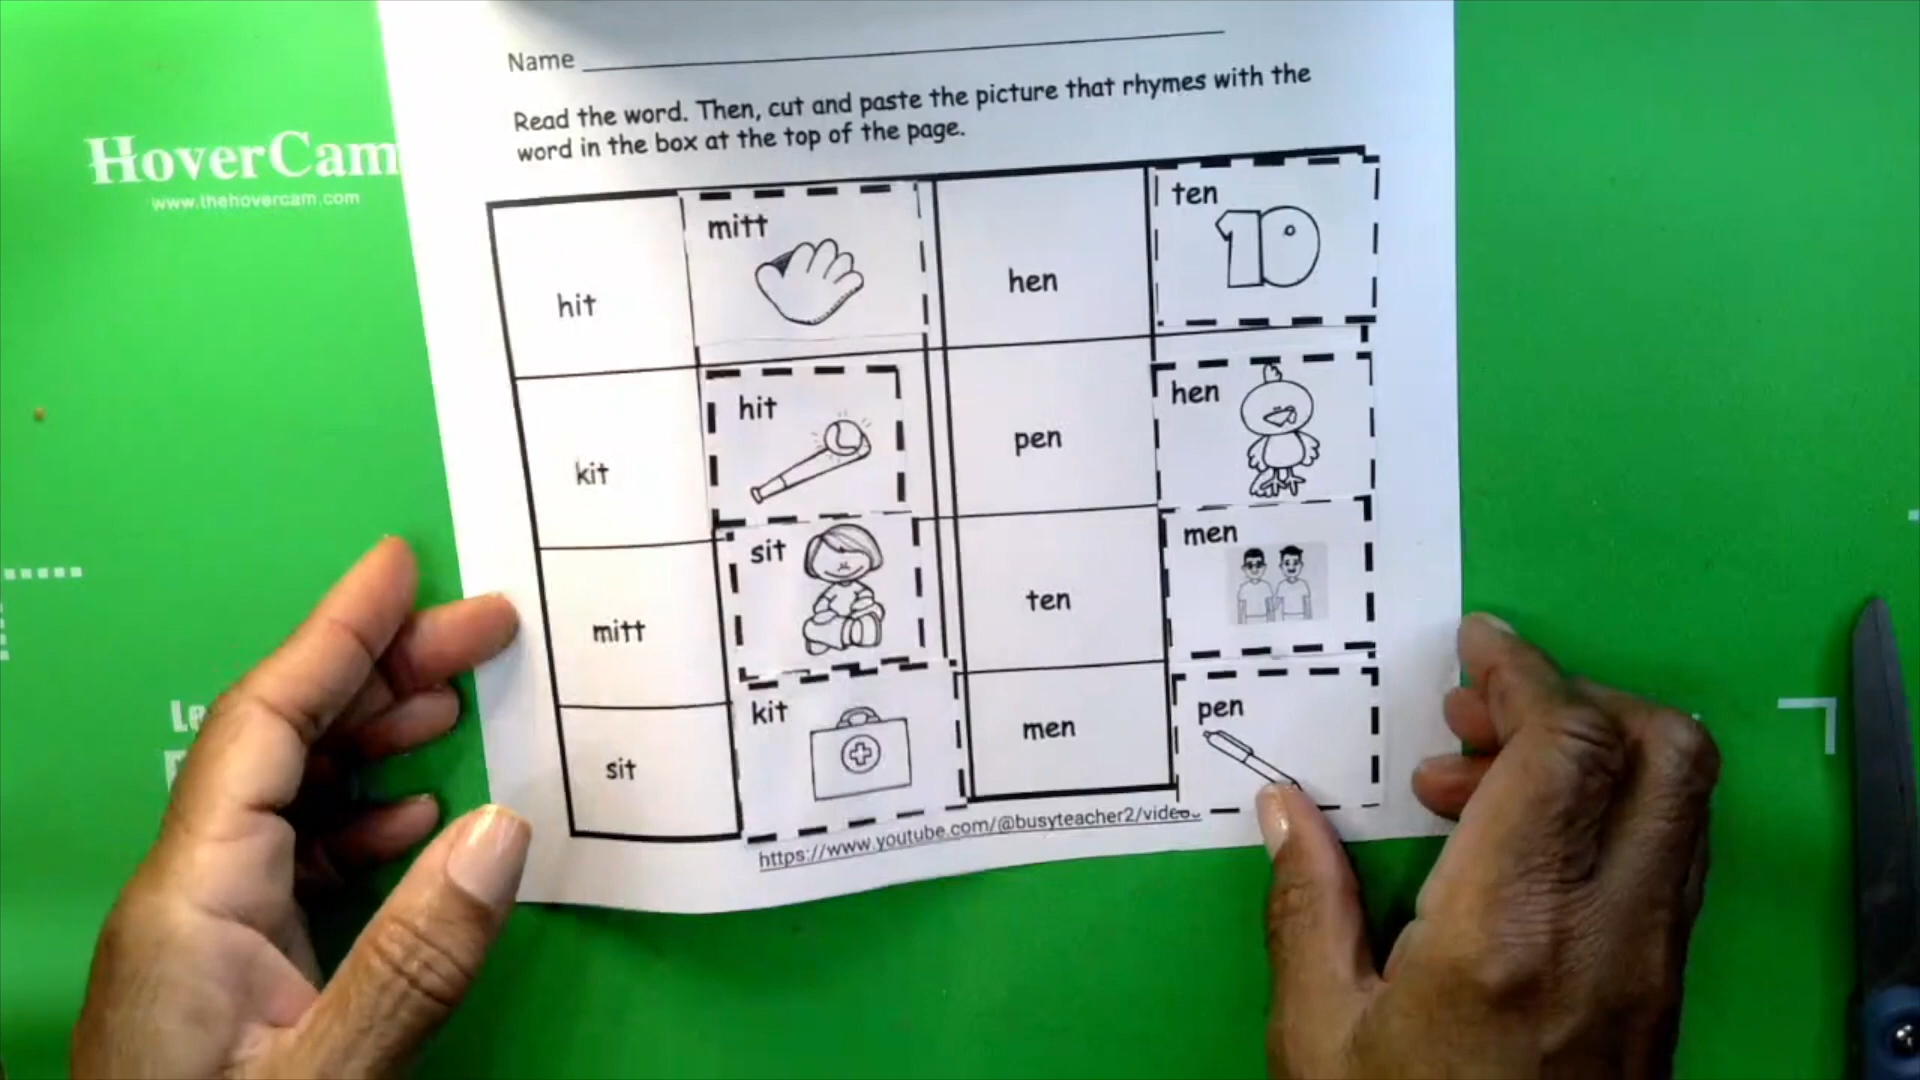 HoverCam
www.thehovercam.com
Name
Read the word. Then, cut and paste the picture that rhymes with the
word in the box at the top of the page.
hit
mitt
hen
ten
10
kit
hit
pen
hen
mitt
sit
ten
men
sit
kit
men
pen
https://www.youtube.com/@busyteacher2/video
Le